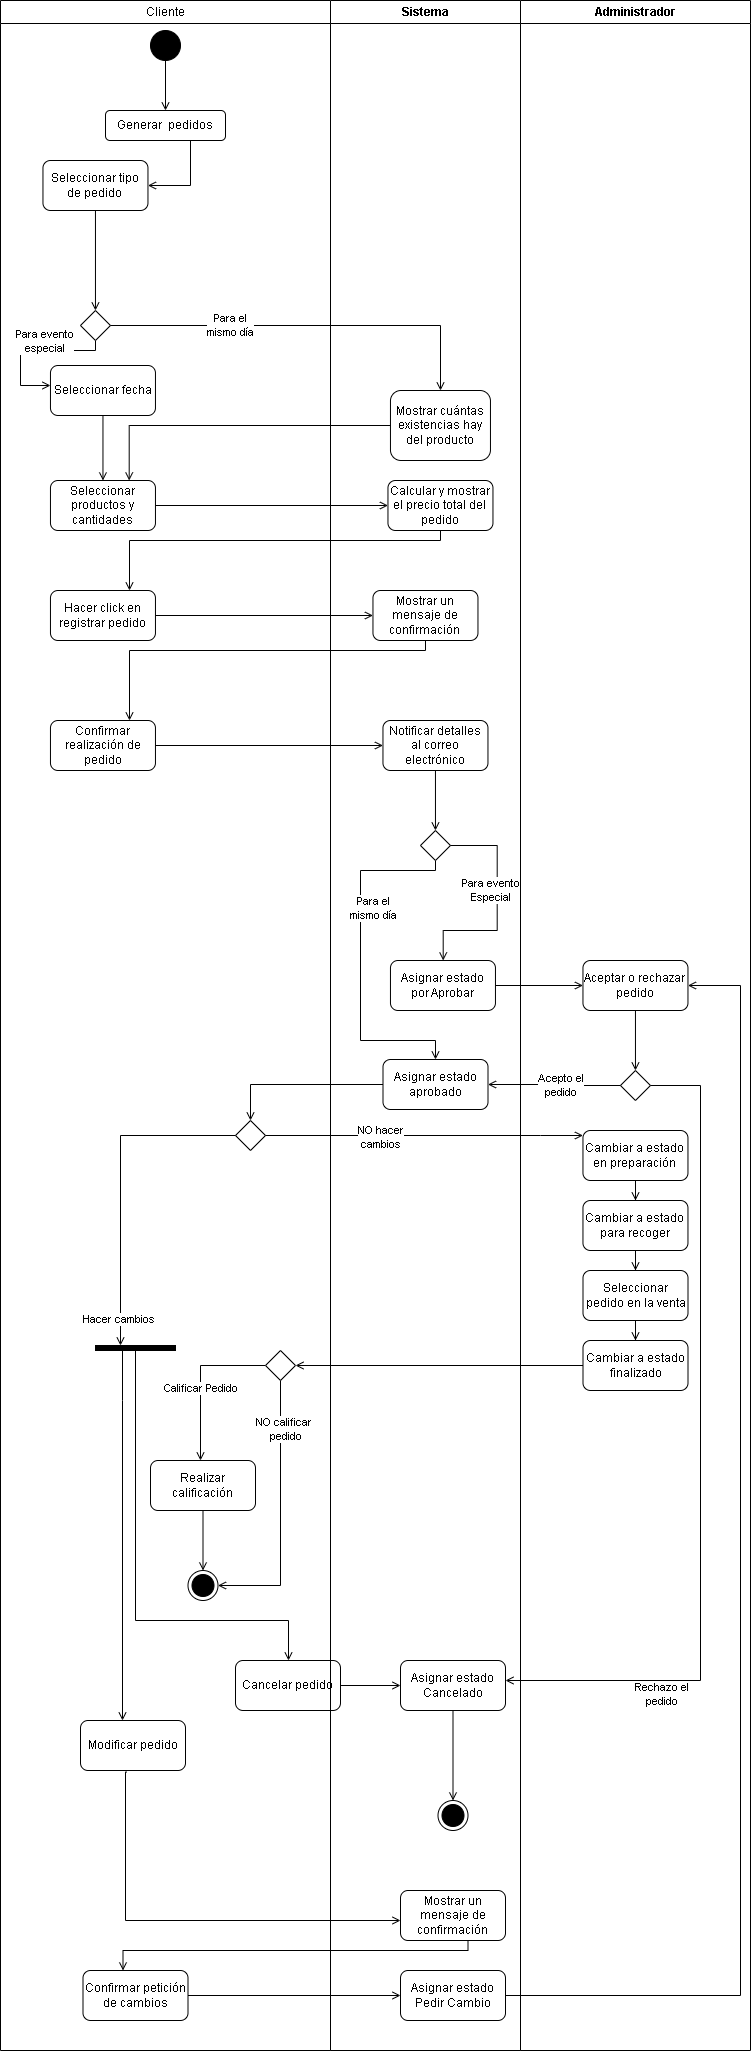 Cliente
Sistema
Administrador
Generar pedidos
Seleccionar tipo
de pedido
Para el
mismo día
Para evento
especial
Seleccionar fecha
Mostrar cuántas
existencias hay
del producto
Seleccionar
productos y
cantidades
Calcular y mostrar
el precio total del
pedido
Hacer click en
registrar pedido
Mostrar un
mensaje de
confirmación
Confirmar
realización de
pedido
Notificar detalles
al correo
electrónico
Para evento
Especial
Para el
mismo día
Asignar estado
por Aprobar
Aceptar o rechazar
pedido
Asignar estado
aprobado
Acepto el
pedido
NO hacer
cambios
Cambiar a estado
en preparación
Cambiar a estado
para recoger
Seleccionar
pedido en la venta
Hacer cambios
Cambiar a estado
finalizado
Calificar Pedido
NO calificar
pedido
Realizar
calificación
Cancelar pedido
Asignar estado
Cancelado
Rechazo el
pedido
Modificar pedido
Mostrar un
mensaje de
confirmación
Confirmar petición
de cambios
Asignar estado
Pedir Cambio